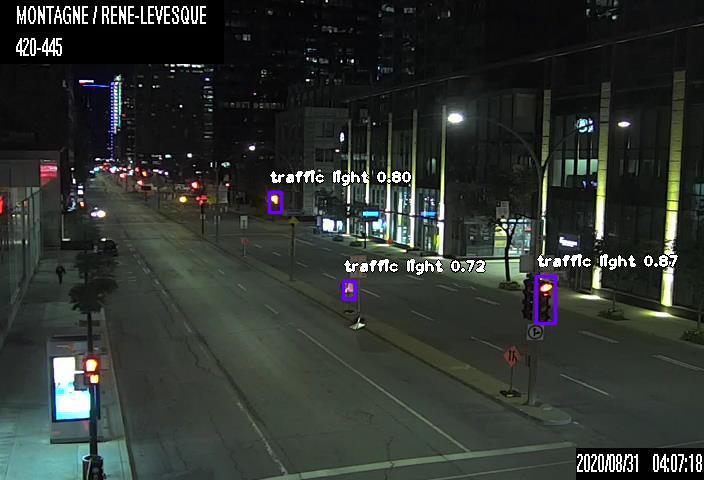 MONTAGNE / RENE-LEVESQUE
420-445
traffic light 0.80
traffic light 0.72
traffic light 0.87
2020/08/31 04:07:18